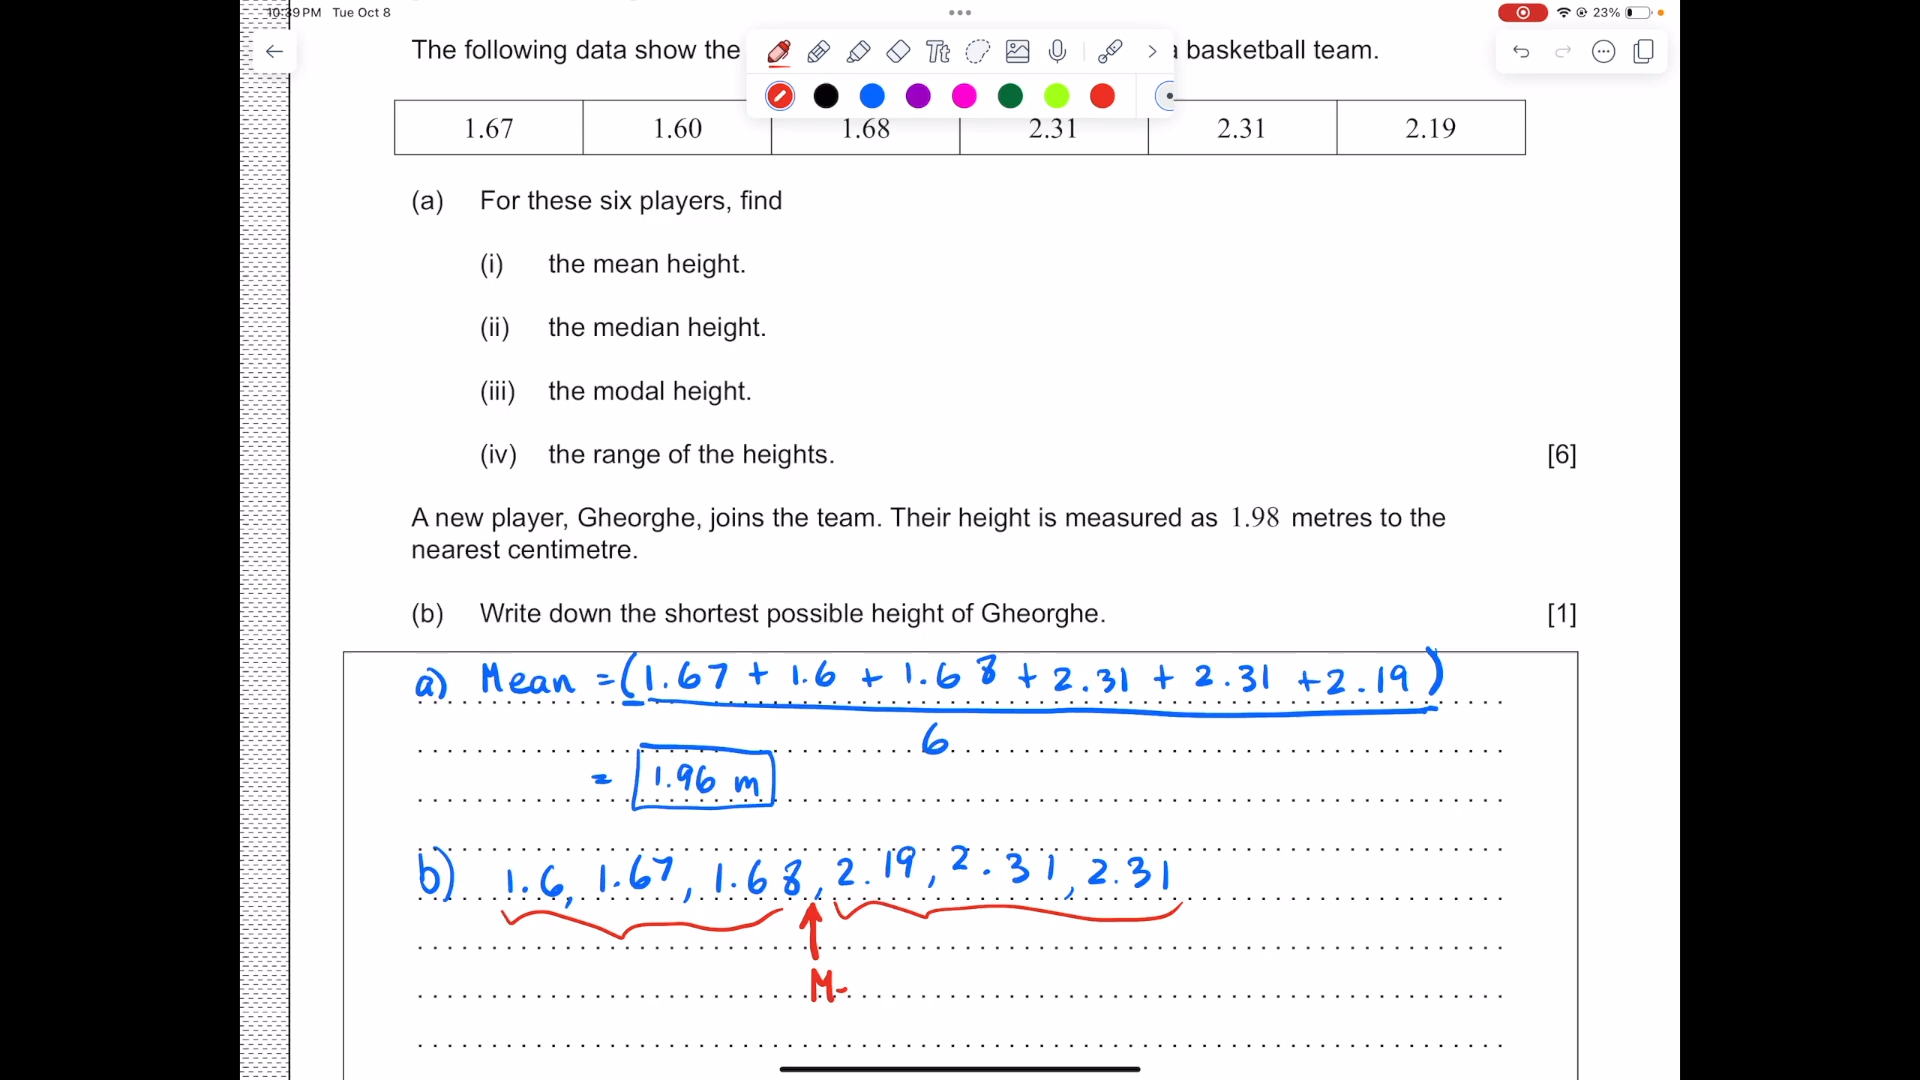 10:39 PM Tue Oct 8
23%
The following data show the
a basketball team.
Tt
1.67 1.60 1.68 2.31 2.31 2.19
(a) For these six players, find
(i) the mean height.
(ii) the median height.
(iii) the modal height.
(iv) the range of the heights. [6]
A new player, Gheorghe, joins the team. Their height is measured as 1.98 metres to the
nearest centimetre.
(b) Write down the shortest possible height of Gheorghe. [1]
a) Mean = (1.67 + 1.6 + 1.68 + 2.31 + 2.31 + 2.19)
6
= 1.96 m
b) 1.6, 1.67, 1.68, 2.19, 2.31, 2.31
M-